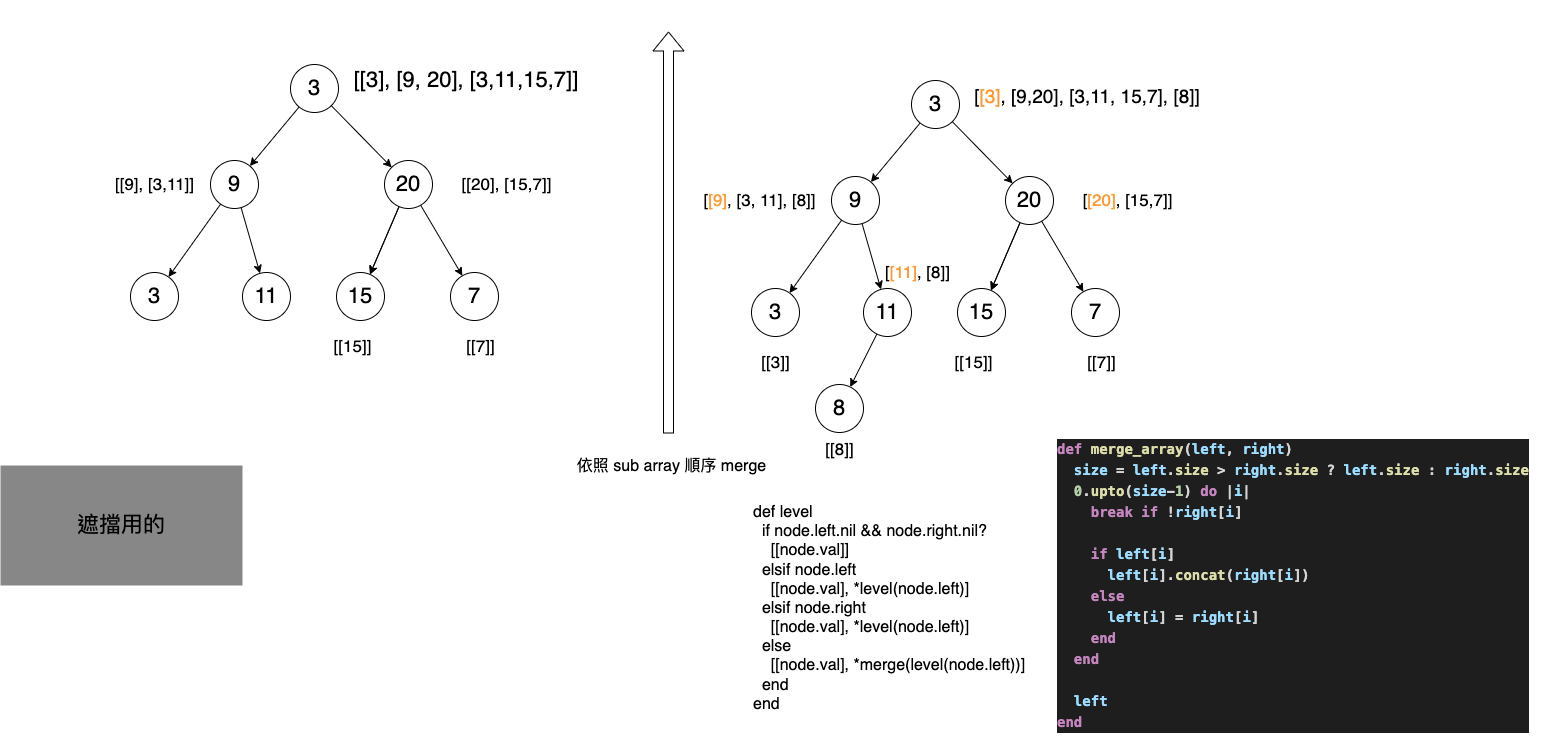 3
[[3], [9, 20], [3,11,15,7]]
[[9], [3,11]]
9
20
[[20], [15,7]]
3
11
15
7
[[15]]
[[7]]
3
[[3], [9,20], [3,11, 15,7], [8]]
[[9], [3, 11], [8]]
9
20
[[20], [15,7]]
[[11], [8]]
3
11
15
7
[[3]]
[[15]]
[[7]]
8
[[8]]
依照 sub array 順序 merge
遮擋用的
def level
if node.left.nil && node.right.nil?
[[node.val]]
elsif node.left
[[node.val], *level(node.left)]
elsif node.right
[[node.val], *level(node.left)]
else
[[node.val], *merge(level(node.left))]
end
end
def merge_array(left, right)
size = left.size > right.size ? left.size : right.size
0.upto(size-1) do |i|
break if !right[i]
if left[i]
left[i].concat(right[i])
else
left[i] = right[i]
end
end
left
end